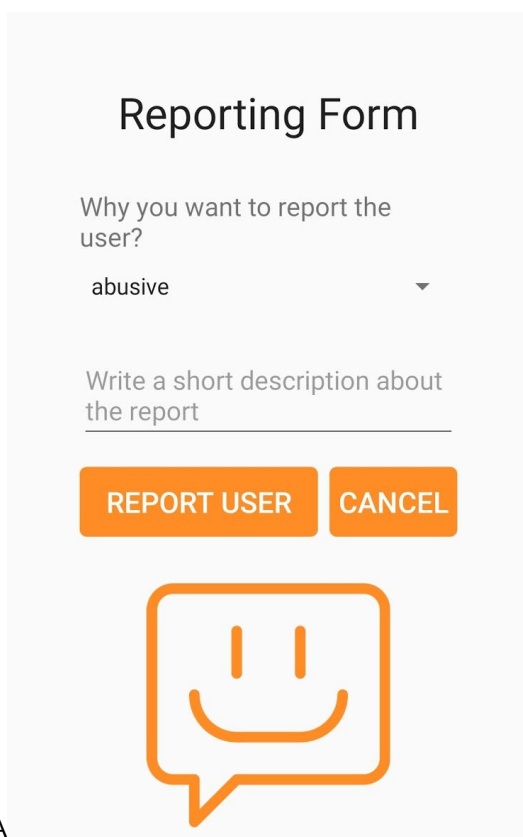 Reporting Form
Why you want to report the
user?
abusive
Write a short description about
the report
REPORT USER CANCEL